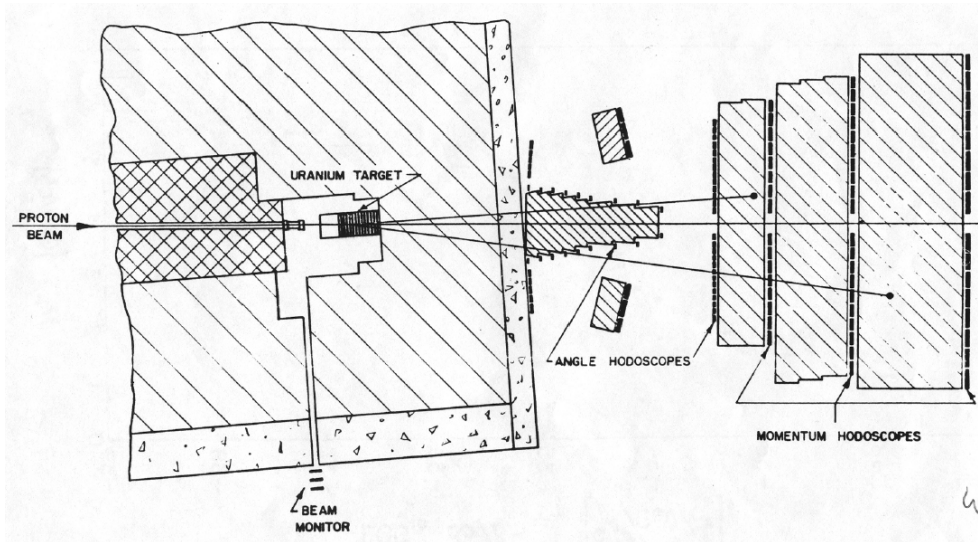 URANIUM TARGET
PROTON
BEAM
ANGLE HODOSCOPES
MOMENTUM HODOSCOPES
BEAM
MONITOR